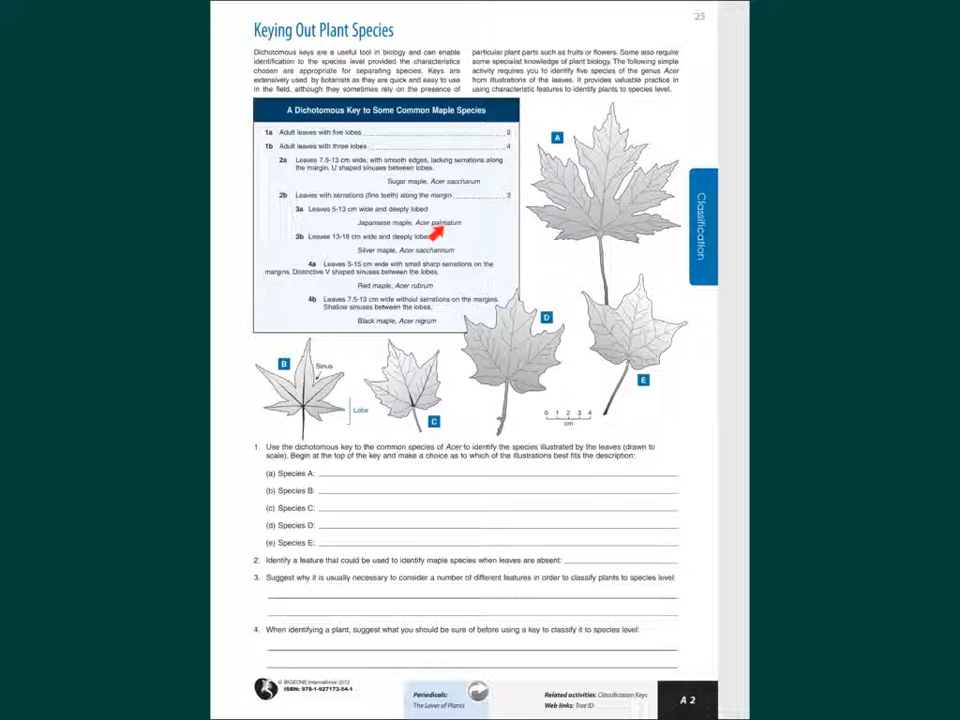 25
Keying Out Plant Species
Dichotomous keys are a useful tool in biology and can enable
identification to the species level provided the characteristics
chosen are appropriate for separating species. Keys are
extensively used by botanists as they are quick and easy to use
in the field, although they sometimes rely on the presence of
particular plant parts such as fruits or flowers. Some also require
some specialist knowledge of plant biology. The following simple
activity requires you to identify five species of the genus Acer
from illustrations of the leaves. It provides valuable practice in
using characteristic features to identify plants to species level.
A Dichotomous Key to Some Common Maple Species
1a Adult leaves with five lobes 2
1b Adult leaves with three lobes 4
2a Leaves 7.5-13 cm wide, with smooth edges, lacking serrations along
the margin. U shaped sinuses between lobes.
Sugar maple, Acer saccharum
2b Leaves with serrations (fine teeth) along the margin 3
3a Leaves 5-13 cm wide and deeply lobed.
Japansese maple, Acer palmatum
3b Leaves 13-18 cm wide and deeply lobed
Silver maple, Acer saccharinum
4a Leaves 5-15 cm wide with small sharp serrations on the
margins. Distinctive V shaped sinuses between the lobes.
Red maple, Acer rubrum
4b Leaves 7.5-13 cm wide without serrations on the margins.
Shallow sinuses between the lobes.
Black maple, Acer nigrum
A
Classification
D
B
Sinus
E
Lobe
C
0 1 2 3 4
cm
1. Use the dichotomous key to the common species of Acer to identify the species illustrated by the leaves (drawn to
scale). Begin at the top of the key and make a choice as to which of the illustrations best fits the description:
(a) Species A:
(b) Species B:
(c) Species C:
(d) Species D:
(e) Species E:
2. Identify a feature that could be used to identify maple species when leaves are absent:
3. Suggest why it is usually necessary to consider a number of different features in order to classify plants to species level:
4. When identifying a plant, suggest what you should be sure of before using a key to classify it to species level:
© BIOZONE International 2012
ISBN: 978-1-927173-54-1
Periodicals:
The Loves of Plants
Related activities: Classification Keys
Web links: Tree ID
A 2